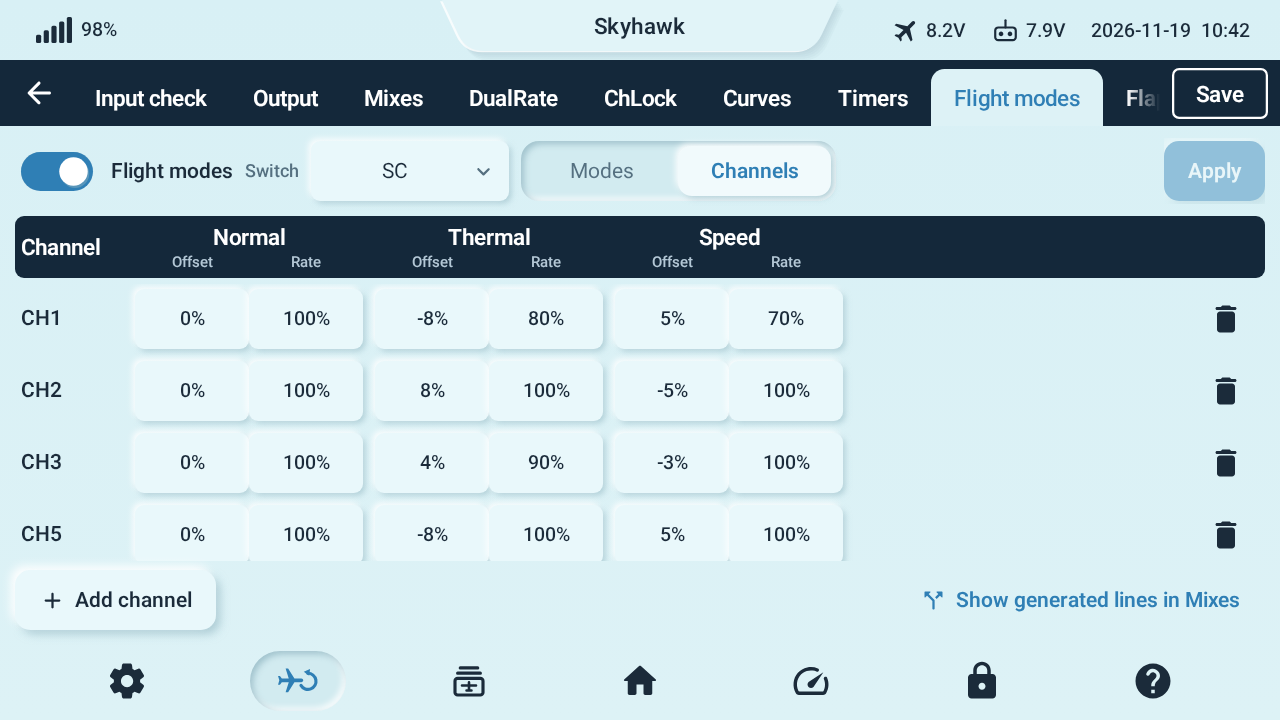 98%
Skyhawk
8.2V 7.9V 2026-11-19 10:42
Input check Output Mixes DualRate ChLock Curves Timers Flight modes Fla Save
Flight modes Switch SC Modes Channels Apply
Channel Normal Thermal Speed
Offset Rate Offset Rate Offset Rate
CH1 0% 100% -8% 80% 5% 70%
CH2 0% 100% 8% 100% -5% 100%
CH3 0% 100% 4% 90% -3% 100%
CH5 0% 100% -8% 100% 5% 100%
+ Add channel Show generated lines in Mixes